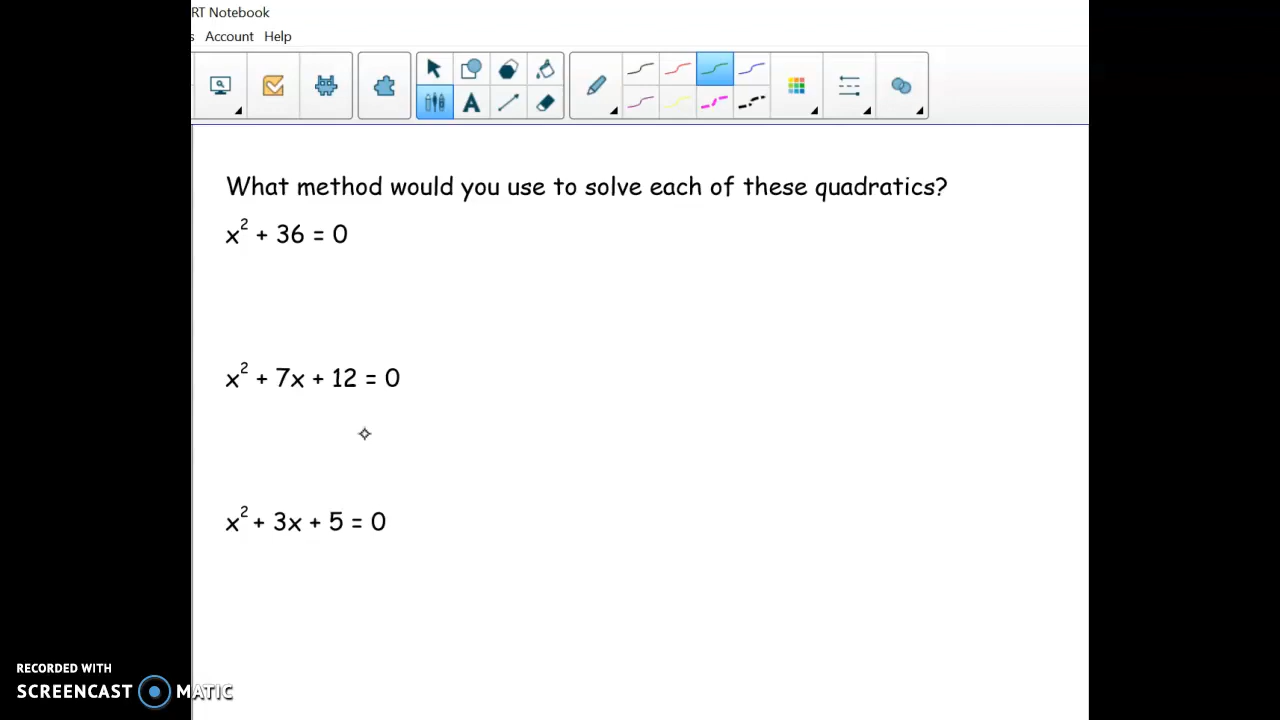 RT Notebook
s Account Help
What method would you use to solve each of these quadratics?
x² + 36 = 0
x² + 7x + 12 = 0
x² + 3x + 5 = 0
RECORDED WITH
SCREENCAST MATIC